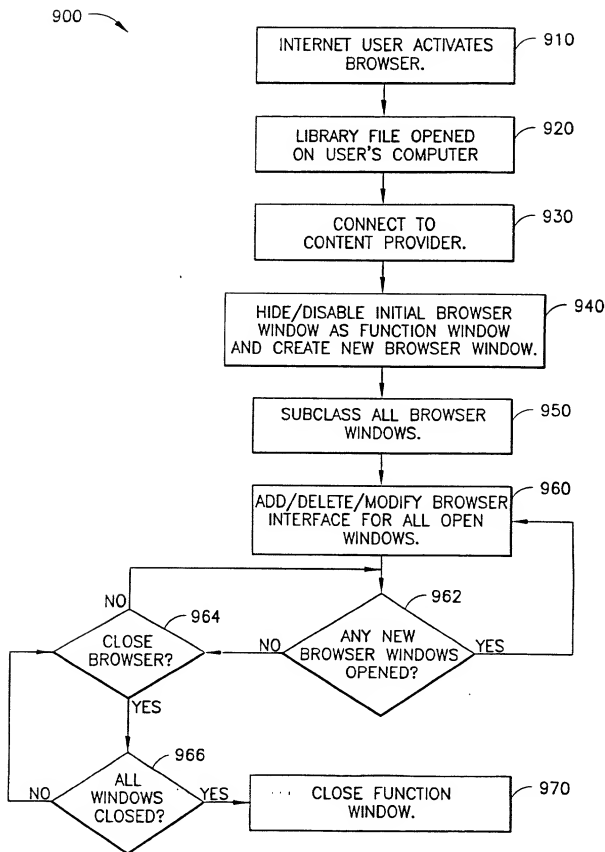 900
INTERNET USER ACTIVATES
BROWSER.
910
LIBRARY FILE OPENED
ON USER'S COMPUTER
920
CONNECT TO
CONTENT PROVIDER.
930
HIDE/DISABLE INITIAL BROWSER
WINDOW AS FUNCTION WINDOW
AND CREATE NEW BROWSER WINDOW.
940
SUBCLASS ALL BROWSER
WINDOWS.
950
ADD/DELETE/MODIFY BROWSER
INTERFACE FOR ALL OPEN
WINDOWS.
960
NO
964
CLOSE
BROWSER?
YES
NO
962
ANY NEW
BROWSER WINDOWS
OPENED?
YES
966
ALL
WINDOWS
CLOSED?
NO
YES
CLOSE FUNCTION
WINDOW.
970